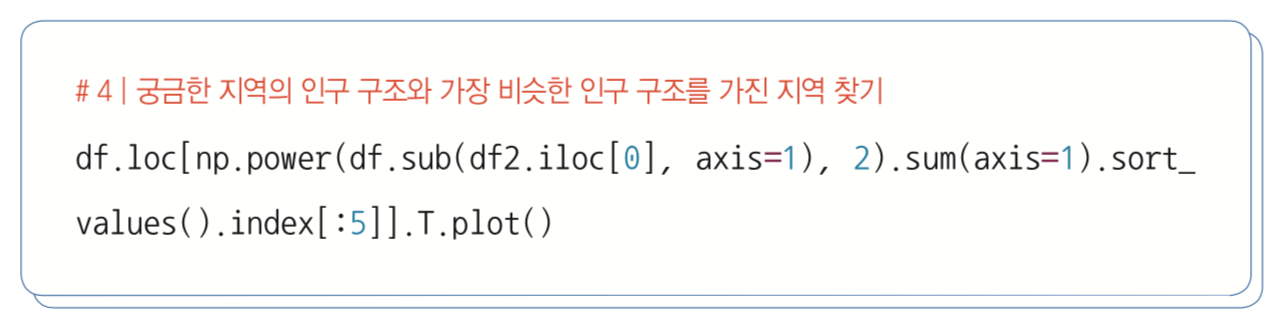 # 4 | 궁금한 지역의 인구 구조와 가장 비슷한 인구 구조를 가진 지역 찾기
df.loc[np.power(df.sub(df2.iloc[0], axis=1), 2).sum(axis=1).sort_
values().index[:5]].T.plot()